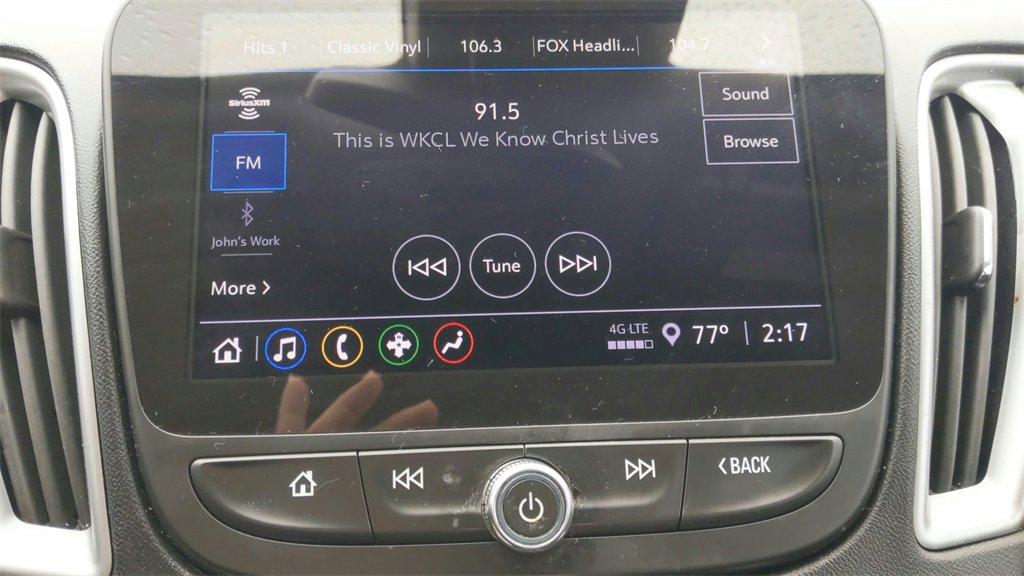 Hits 1 Classic Vinyl 106.3 FOX Headli... 104.7
SiriusXM
91.5
This is WKCL We Know Christ Lives
Sound
Browse
FM
John's Work
More
Tune
4G LTE 77° 2:17
BACK